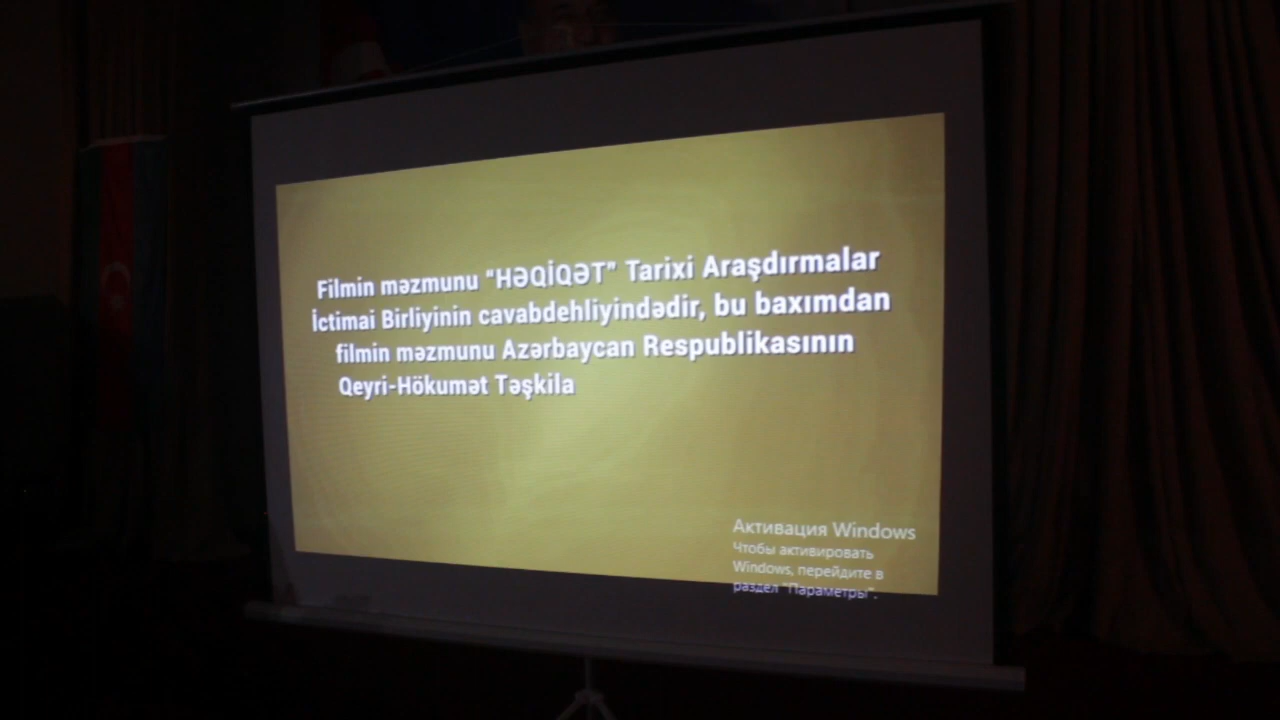 Filmin məzmunu "HƏQİQƏT" Tarixi Araşdırmalar
İctimai Birliyinin cavabdehliyindədir, bu baxımdan
filmin məzmunu Azərbaycan Respublikasının
Qeyri-Hökumət Təşkila
Активация Windows
Чтобы активировать
Windows, перейдите в
раздел "Параметры".